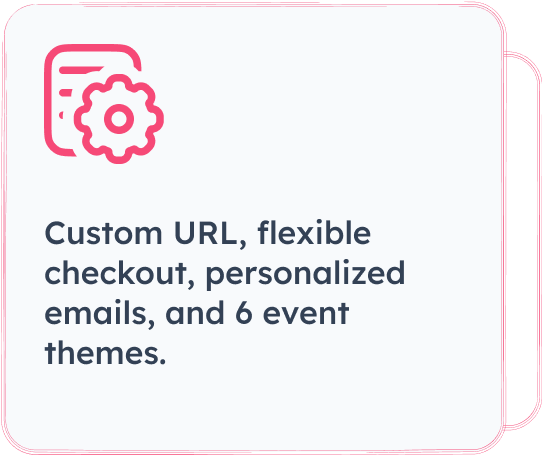 Custom URL, flexible
checkout, personalized
emails, and 6 event
themes.